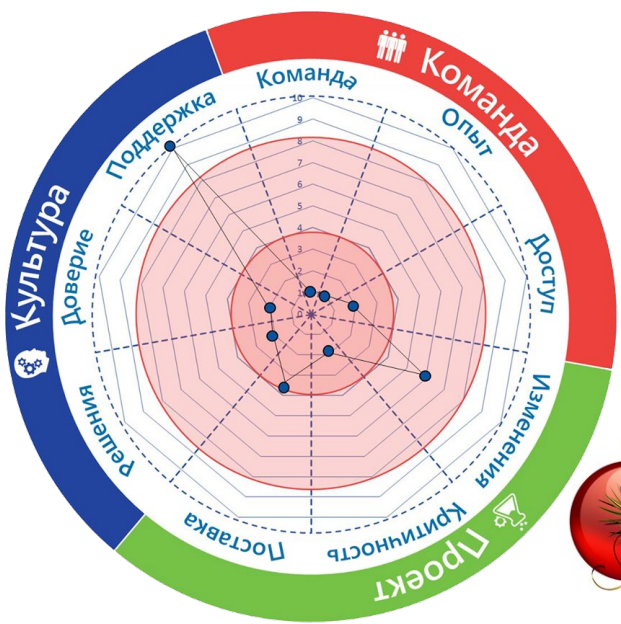 Команда
Проект
Культура
Команда
Опыт
Доступ
Изменения
Критичность
Поставка
Решения
Доверие
Поддержка
10
9
8
7
6
5
4
3
2
1
0